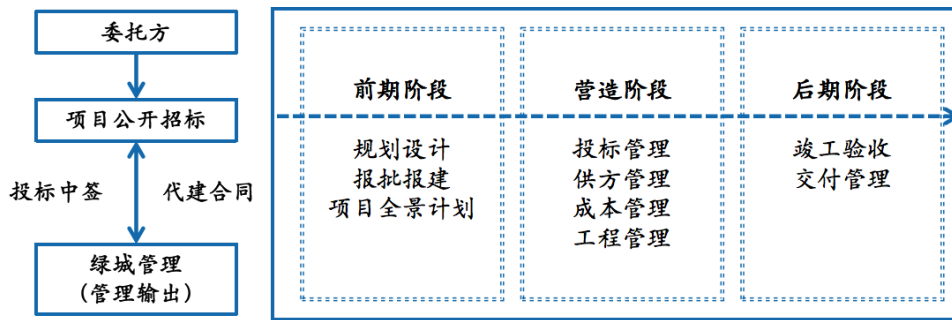 委托方
项目公开招标
投标中签
代建合同
绿城管理
(管理输出)
前期阶段
规划设计
报批报建
项目全景计划
营造阶段
投标管理
供方管理
成本管理
工程管理
后期阶段
竣工验收
交付管理